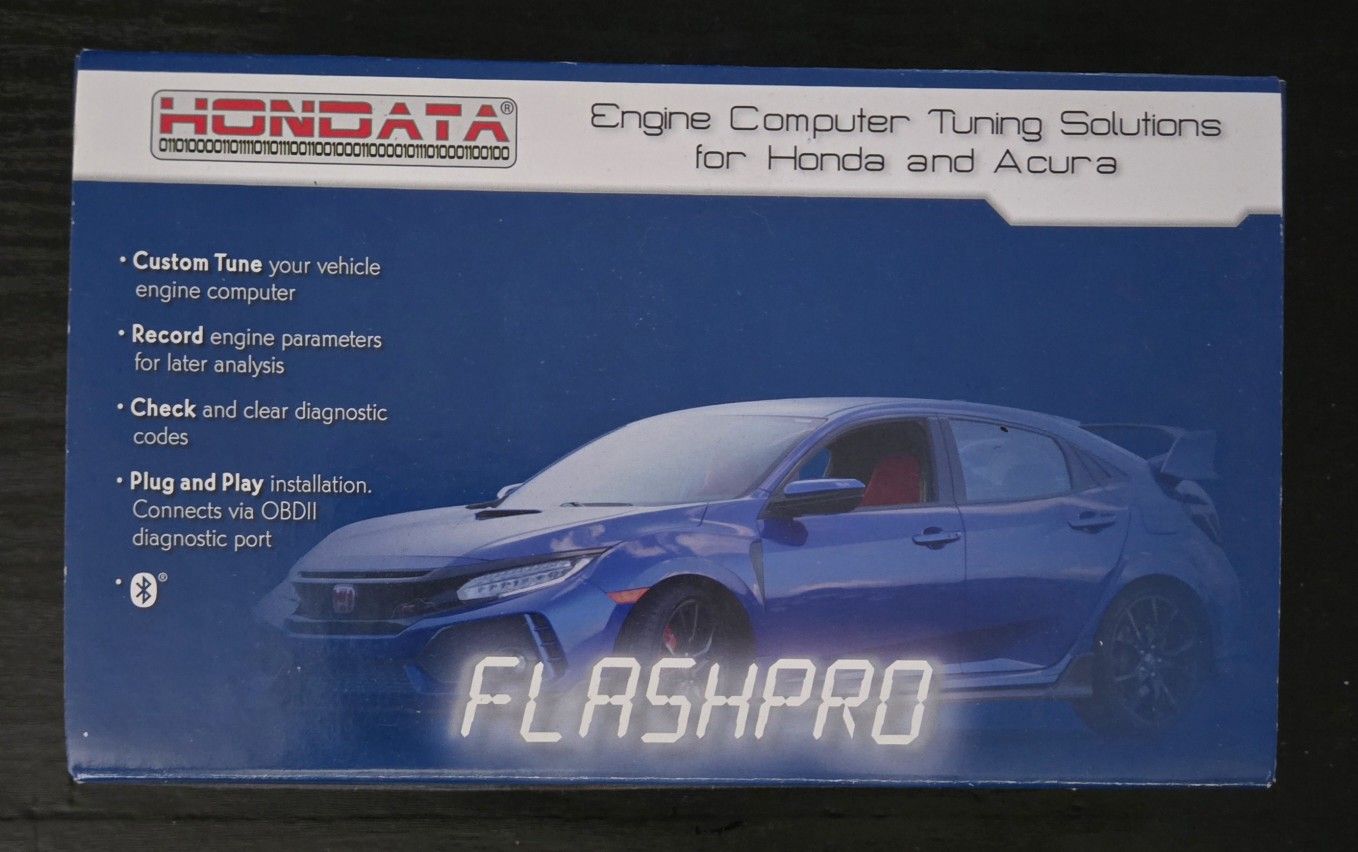 HONDATA®
Engine Computer Tuning Solutions
for Honda and Acura
• Custom Tune your vehicle
engine computer
• Record engine parameters
for later analysis
• Check and clear diagnostic
codes
• Plug and Play installation.
Connects via OBDII
diagnostic port
• ®
FLASHPRO